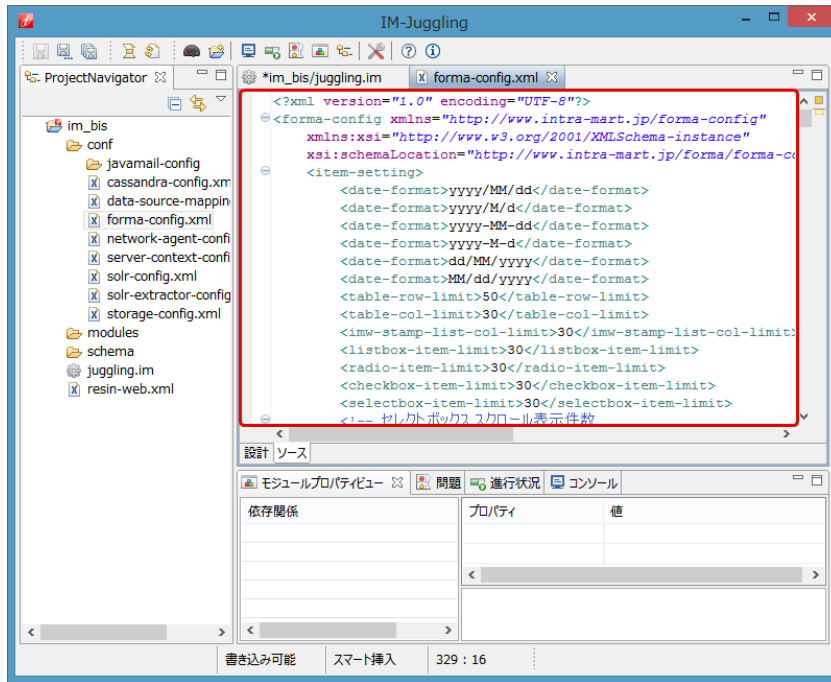 IM-Juggling
ProjectNavigator
*im_bis/juggling.im
forma-config.xml
im_bis
conf
javamail-config
cassandra-config.xm
data-source-mappin
forma-config.xml
network-agent-confi
server-context-confi
solr-config.xml
solr-extractor-config
storage-config.xml
modules
schema
juggling.im
resin-web.xml
<?xml version="1.0" encoding="UTF-8"?>
<forma-config xmlns="http://www.intra-mart.jp/forma-config"
xmlns:xsi="http://www.w3.org/2001/XMLSchema-instance"
xsi:schemaLocation="http://www.intra-mart.jp/forma/forma-co
<item-setting>
<date-format>yyyy/MM/dd</date-format>
<date-format>yyyy/M/d</date-format>
<date-format>yyyy-MM-dd</date-format>
<date-format>yyyy-M-d</date-format>
<date-format>dd/MM/yyyy</date-format>
<date-format>MM/dd/yyyy</date-format>
<table-row-limit>50</table-row-limit>
<table-col-limit>30</table-col-limit>
<imw-stamp-list-col-limit>30</imw-stamp-list-col-limit>
<listbox-item-limit>30</listbox-item-limit>
<radio-item-limit>30</radio-item-limit>
<checkbox-item-limit>30</checkbox-item-limit>
<selectbox-item-limit>30</selectbox-item-limit>
<!-- セレクトボックス スクロール表示件数
設計 ソース
モジュールプロパティビュー 問題 進行状況 コンソール
依存関係
プロパティ 値
書き込み可能 スマート挿入 329 : 16